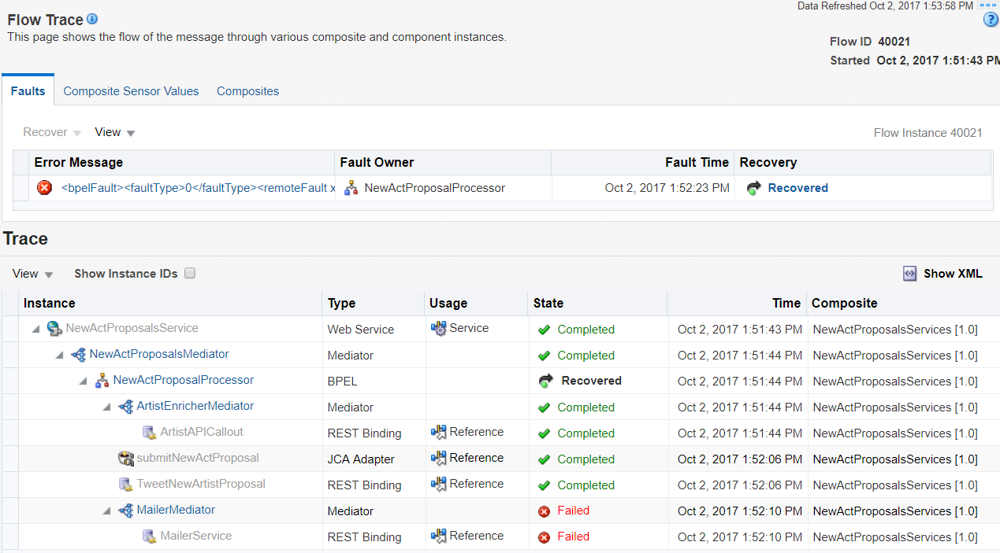 Data Refreshed Oct 2, 2017 1:53:58 PM
Flow Trace
This page shows the flow of the message through various composite and component instances.
Flow ID 40021
Started Oct 2, 2017 1:51:43 PM
Faults Composite Sensor Values Composites
Recover View Flow Instance 40021
Error Message Fault Owner Fault Time Recovery
<bpelFault><faultType>0</faultType><remoteFault x NewActProposalProcessor Oct 2, 2017 1:52:23 PM Recovered
Trace
View Show Instance IDs Show XML
Instance Type Usage State Time Composite
NewActProposalsService Web Service Service Completed Oct 2, 2017 1:51:43 PM NewActProposalsServices [1.0]
NewActProposalsMediator Mediator Completed Oct 2, 2017 1:51:44 PM NewActProposalsServices [1.0]
NewActProposalProcessor BPEL Recovered Oct 2, 2017 1:51:44 PM NewActProposalsServices [1.0]
ArtistEnricherMediator Mediator Completed Oct 2, 2017 1:51:44 PM NewActProposalsServices [1.0]
ArtistAPICallout REST Binding Reference Completed Oct 2, 2017 1:51:44 PM NewActProposalsServices [1.0]
submitNewActProposal JCA Adapter Reference Completed Oct 2, 2017 1:52:06 PM NewActProposalsServices [1.0]
TweetNewArtistProposal REST Binding Reference Completed Oct 2, 2017 1:52:06 PM NewActProposalsServices [1.0]
MailerMediator Mediator Failed Oct 2, 2017 1:52:10 PM NewActProposalsServices [1.0]
MailerService REST Binding Reference Failed Oct 2, 2017 1:52:10 PM NewActProposalsServices [1.0]